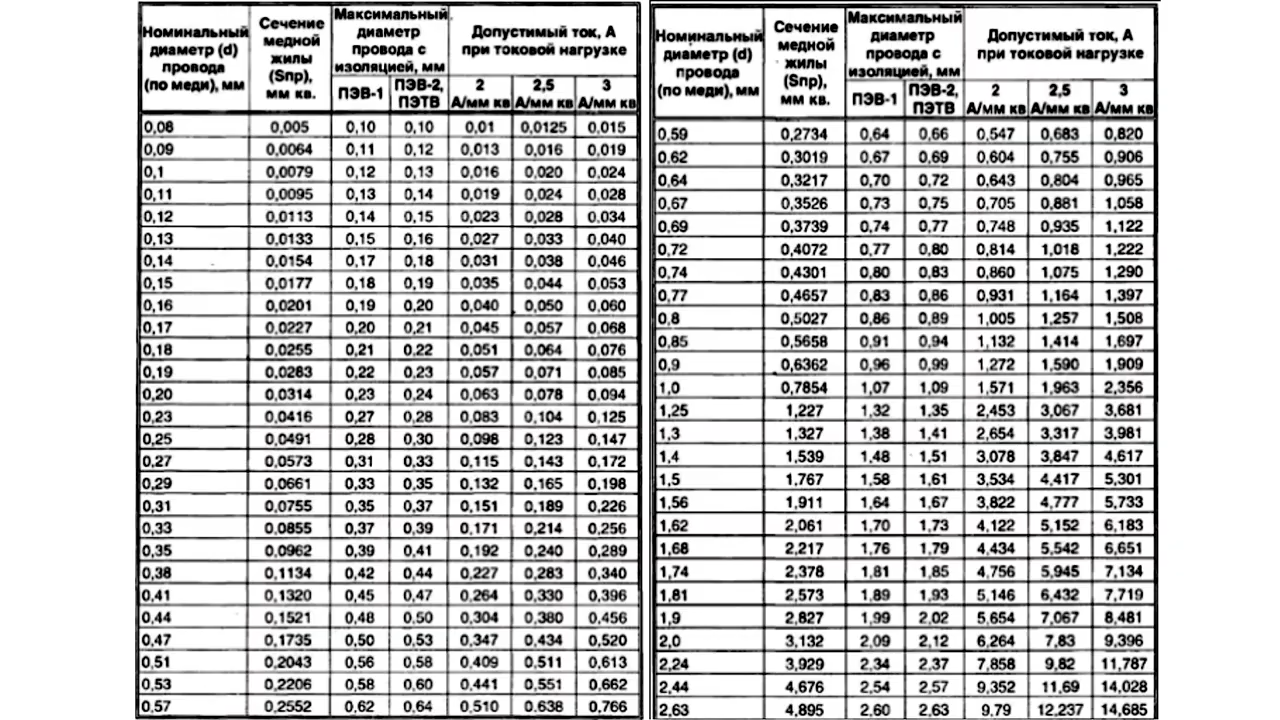 Номинальный диаметр (d) провода (по меди), мм Сечение медной жилы (Sпр), мм кв. Максимальный диаметр провода с изоляцией, мм Допустимый ток, А при токовой нагрузке
ПЭВ-1 ПЭВ-2, ПЭТВ 2 А/мм кв 2,5 А/мм кв 3 А/мм кв
0,08 0,005 0,10 0,10 0,01 0,0125 0,015
0,09 0,0064 0,11 0,12 0,013 0,016 0,019
0,1 0,0079 0,12 0,13 0,016 0,020 0,024
0,11 0,0095 0,13 0,14 0,019 0,024 0,028
0,12 0,0113 0,14 0,15 0,023 0,028 0,034
0,13 0,0133 0,15 0,16 0,027 0,033 0,040
0,14 0,0154 0,17 0,18 0,031 0,038 0,046
0,15 0,0177 0,18 0,19 0,035 0,044 0,053
0,16 0,0201 0,19 0,20 0,040 0,050 0,060
0,17 0,0227 0,20 0,21 0,045 0,057 0,068
0,18 0,0255 0,21 0,22 0,051 0,064 0,076
0,19 0,0283 0,22 0,23 0,057 0,071 0,085
0,20 0,0314 0,23 0,24 0,063 0,078 0,094
0,23 0,0416 0,27 0,28 0,083 0,104 0,125
0,25 0,0491 0,28 0,30 0,098 0,123 0,147
0,27 0,0573 0,31 0,33 0,115 0,143 0,172
0,29 0,0661 0,33 0,35 0,132 0,165 0,198
0,31 0,0755 0,35 0,37 0,151 0,189 0,226
0,33 0,0855 0,37 0,39 0,171 0,214 0,256
0,35 0,0962 0,39 0,41 0,192 0,240 0,289
0,38 0,1134 0,42 0,44 0,227 0,283 0,340
0,41 0,1320 0,45 0,47 0,264 0,330 0,396
0,44 0,1521 0,48 0,50 0,304 0,380 0,456
0,47 0,1735 0,50 0,53 0,347 0,434 0,520
0,51 0,2043 0,56 0,58 0,409 0,511 0,613
0,53 0,2206 0,58 0,60 0,441 0,551 0,662
0,57 0,2552 0,62 0,64 0,510 0,638 0,766
Номинальный диаметр (d) провода (по меди), мм Сечение медной жилы (Sпр), мм кв. Максимальный диаметр провода с изоляцией, мм Допустимый ток, А при токовой нагрузке
ПЭВ-1 ПЭВ-2, ПЭТВ 2 А/мм кв 2,5 А/мм кв 3 А/мм кв
0,59 0,2734 0,64 0,66 0,547 0,683 0,820
0,62 0,3019 0,67 0,69 0,604 0,755 0,906
0,64 0,3217 0,70 0,72 0,643 0,804 0,965
0,67 0,3526 0,73 0,75 0,705 0,881 1,058
0,69 0,3739 0,74 0,77 0,748 0,935 1,122
0,72 0,4072 0,77 0,80 0,814 1,018 1,222
0,74 0,4301 0,80 0,83 0,860 1,075 1,290
0,77 0,4657 0,83 0,86 0,931 1,164 1,397
0,8 0,5027 0,86 0,89 1,005 1,257 1,508
0,85 0,5658 0,91 0,94 1,132 1,414 1,697
0,9 0,6362 0,96 0,99 1,272 1,590 1,909
1,0 0,7854 1,07 1,09 1,571 1,963 2,356
1,25 1,227 1,32 1,35 2,453 3,067 3,681
1,3 1,327 1,38 1,41 2,654 3,317 3,981
1,4 1,539 1,48 1,51 3,078 3,847 4,617
1,5 1.767 1,58 1,61 3,534 4,417 5,301
1,56 1,911 1,64 1,67 3,822 4,777 5,733
1,62 2,061 1,70 1,73 4,122 5,152 6,183
1,68 2,217 1,76 1,79 4,434 5,542 6,651
1,74 2,378 1,81 1,85 4,756 5,945 7,134
1,81 2,573 1,89 1,93 5,146 6,432 7,719
1,9 2,827 1,99 2,02 5,654 7,067 8,481
2,0 3,132 2,09 2,12 6,264 7,83 9,396
2,24 3,929 2,34 2,37 7,858 9,82 11,787
2,44 4,676 2,54 2,57 9,352 11,69 14,028
2,63 4,895 2,60 2,63 9,79 12,237 14,685